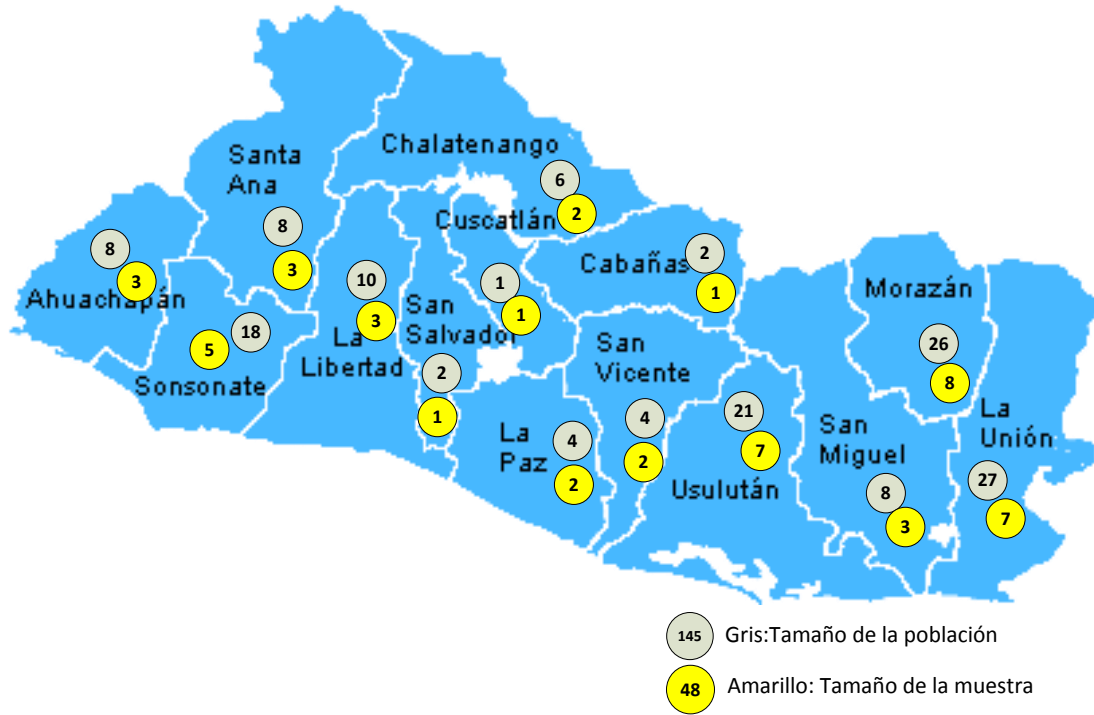 Chalatenango
6
2
Santa
Ana
8
3
Cuscatlán
1
1
Cabañas
2
1
8
3
Ahuachapán
18
5
Sonsonate
10
3
La
Libertad
San
Salvador
2
1
San
Vicente
4
2
La
Paz
4
2
21
7
Usulután
Morazán
26
8
San
Miguel
8
3
La
Unión
27
7
145 Gris:Tamaño de la población
48 Amarillo: Tamaño de la muestra